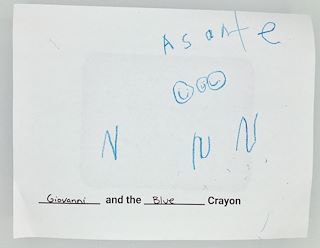 Asante
N N N
Giovanni and the Blue Crayon